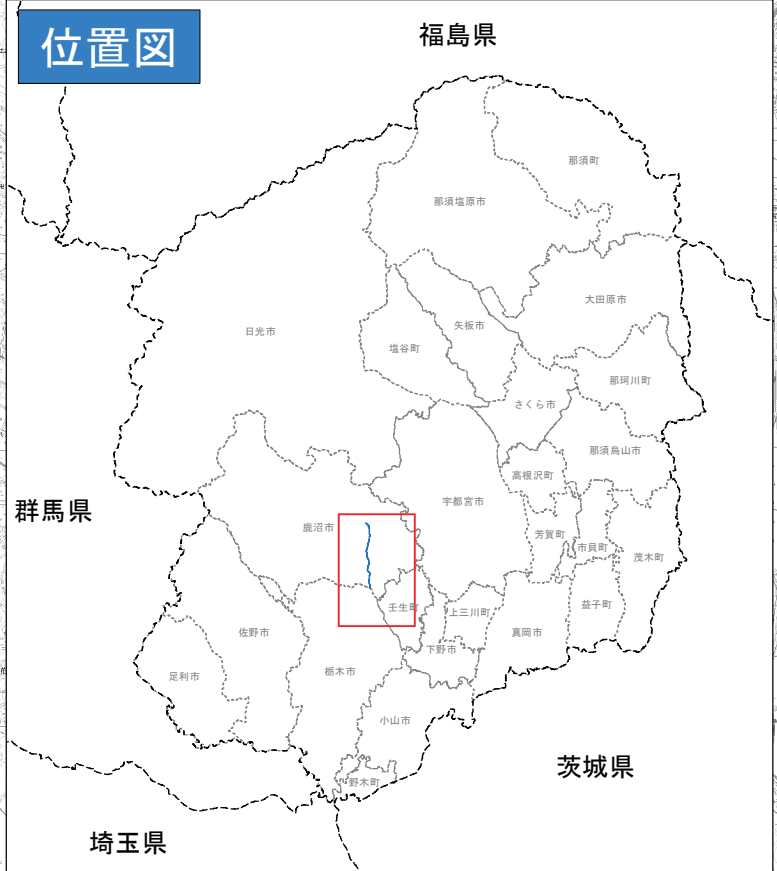 位置図
福島県
那須町
那須塩原市
大田原市
矢板市
日光市
塩谷町
那珂川町
さくら市
那須烏山市
高根沢町
宇都宮市
群馬県
鹿沼市
芳賀町
市貝町
茂木町
壬生町
上三川町
益子町
真岡市
佐野市
下野市
栃木市
足利市
小山市
茨城県
野木町
埼玉県